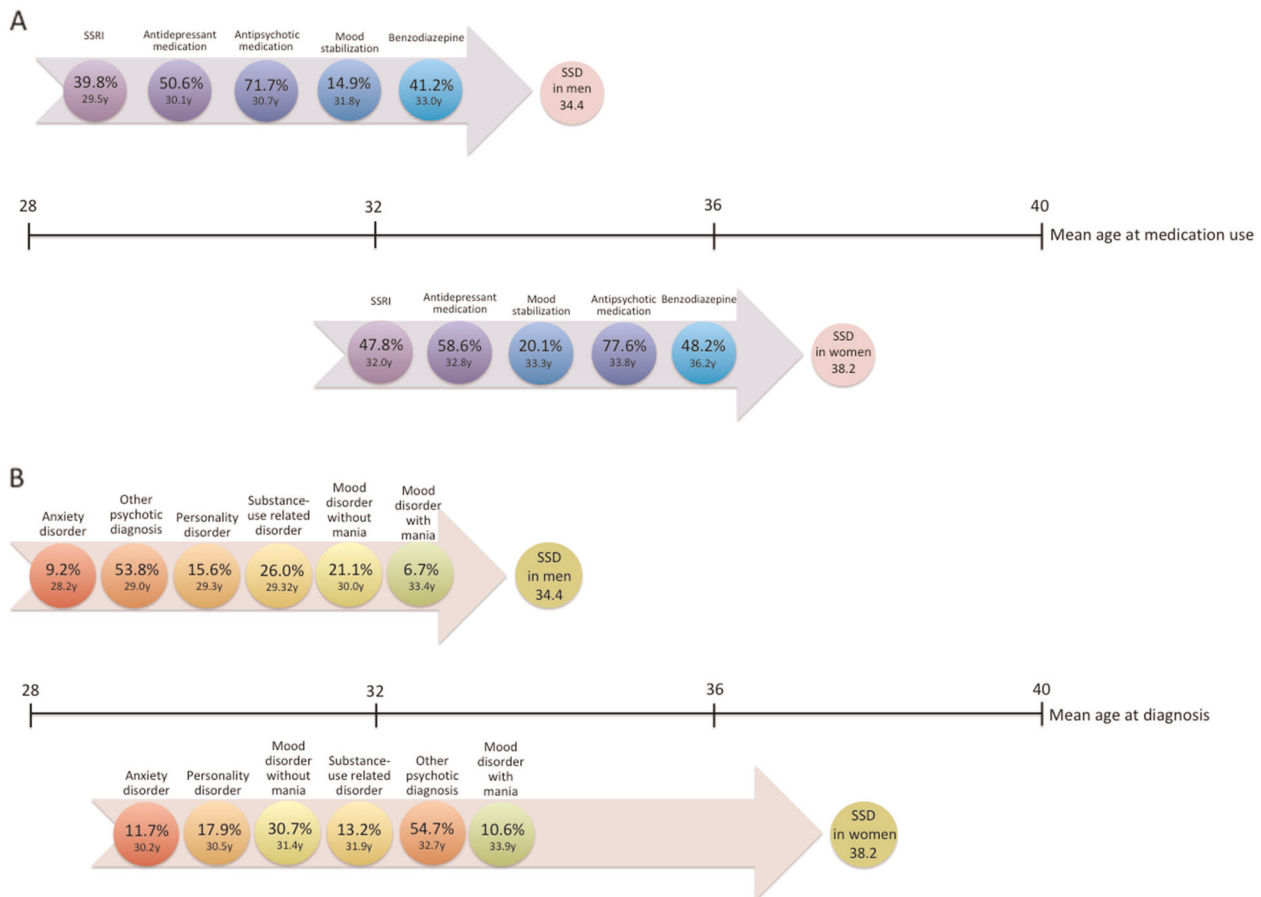 A
SSRI
Antidepressant
medication
Antipsychotic
medication
Mood
stabilization
Benzodiazepine
39.8%
29.5y
50.6%
30.1y
71.7%
30.7y
14.9%
31.8y
41.2%
33.0y
SSD
in men
34.4
28
32
36
40
Mean age at medication use
SSRI
Antidepressant
medication
Mood
stabilization
Antipsychotic
medication
Benzodiazepine
47.8%
32.0y
58.6%
32.8y
20.1%
33.3y
77.6%
33.8y
48.2%
36.2y
SSD
in women
38.2
B
Anxiety
disorder
Other
psychotic
diagnosis
Personality
disorder
Substance-
use related
disorder
Mood
disorder
without
mania
Mood
disorder
with
mania
9.2%
28.2y
53.8%
29.0y
15.6%
29.3y
26.0%
29.32y
21.1%
30.0y
6.7%
33.4y
SSD
in men
34.4
28
32
36
40
Mean age at diagnosis
Anxiety
disorder
Personality
disorder
Mood
disorder
without
mania
Substance-
use related
disorder
Other
psychotic
diagnosis
Mood
disorder
with
mania
11.7%
30.2y
17.9%
30.5y
30.7%
31.4y
13.2%
31.9y
54.7%
32.7y
10.6%
33.9y
SSD
in women
38.2